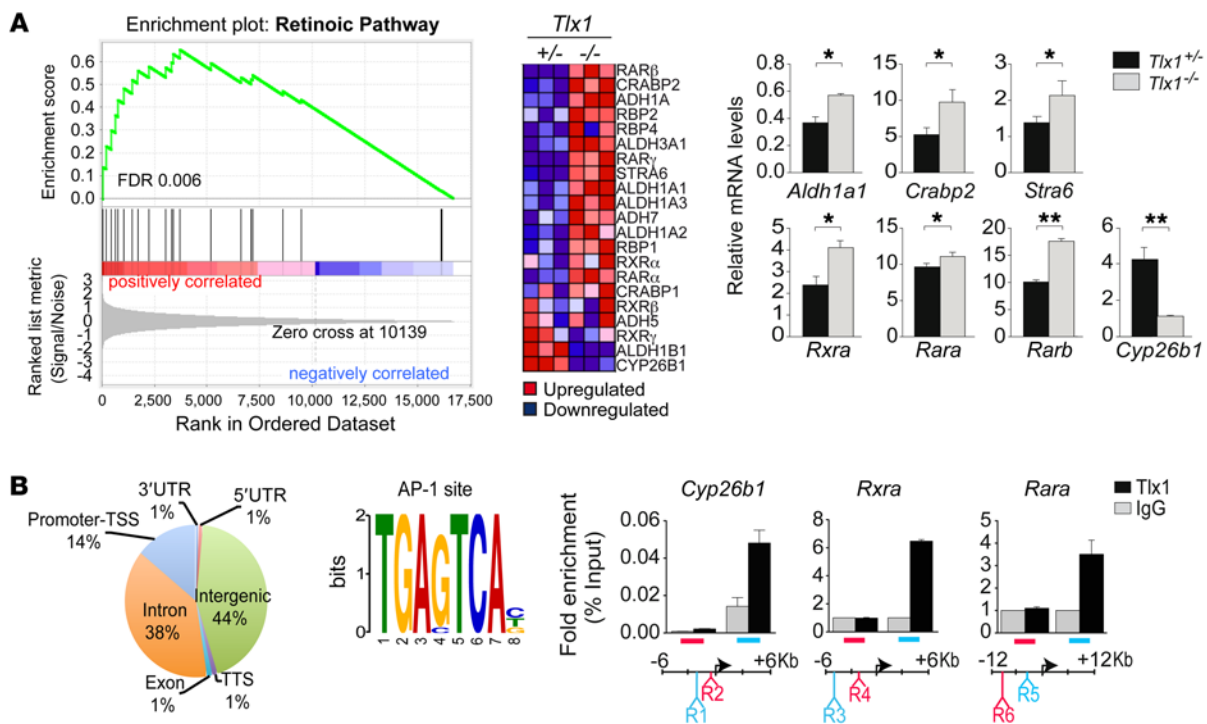 A
Enrichment plot: Retinoic Pathway
Enrichment score
0.6
0.5
0.4
0.3
0.2
0.1
0.0
FDR 0.006
positively correlated
Ranked list metric
(Signal/Noise)
3
2
1
0
-1
-2
-3
-4
Zero cross at 10139
negatively correlated
0 2,500 5,000 7,500 10,000 12,500 15,000 17,500
Rank in Ordered Dataset
Tlx1
+/- -/-
RARβ
CRABP2
ADH1A
RBP2
RBP4
ALDH3A1
RARγ
STRA6
ALDH1A1
ALDH1A3
ADH7
ALDH1A2
RBP1
RXRα
RARα
CRABP1
RXRβ
ADH5
RXRγ
ALDH1B1
CYP26B1
Upregulated
Downregulated
Relative mRNA levels
0.8
0.6
0.4
0.2
0.0
*
Aldh1a1
15
10
5
0
*
Crabp2
3
2
1
0
*
Stra6
Tlx1+/-
Tlx1-/-
5
4
3
2
1
0
*
Rxra
15
10
5
0
*
Rara
20
15
10
5
0
**
Rarb
6
4
2
0
**
Cyp26b1
B
3'UTR
1%
5'UTR
1%
Promoter-TSS
14%
Intergenic
44%
Intron
38%
Exon
1%
TTS
1%
AP-1 site
bits
2
1
0
TGAGTCAC
C T
G
1 2 3 4 5 6 7 8
Fold enrichment
(% Input)
Cyp26b1
0.06
0.04
0.02
0.00
-6 +6Kb
R2
R1
Rxra
8
6
4
2
0
-6 +6Kb
R3 R4
Rara
5
4
3
2
1
0
-12 +12Kb
R6 R5
Tlx1
IgG